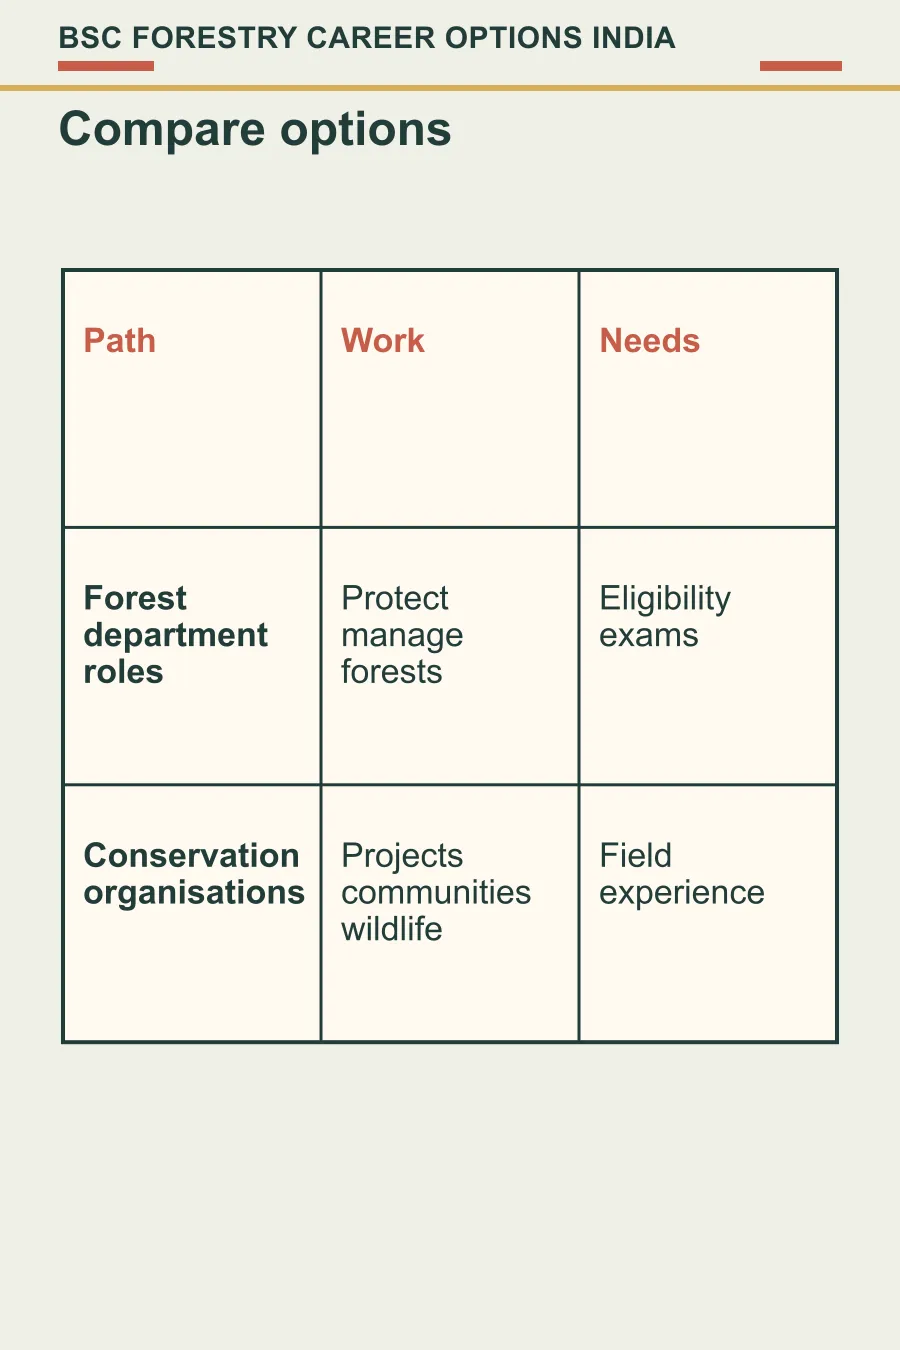 BSC FORESTRY CAREER OPTIONS INDIA
Compare options
Path
Work
Needs
Forest
department
roles
Protect
manage
forests
Eligibility
exams
Conservation
organisations
Projects
communities
wildlife
Field
experience